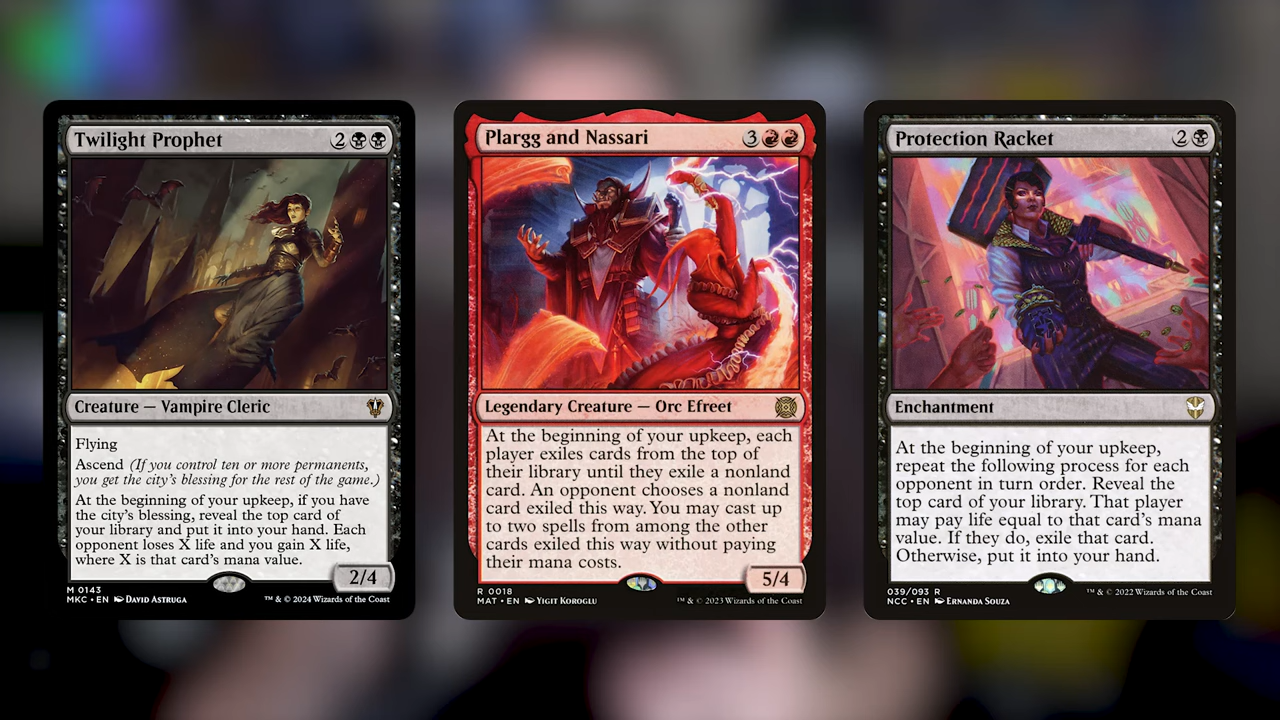 Twilight Prophet 2
Creature — Vampire Cleric
Flying
Ascend (If you control ten or more permanents,
you get the city's blessing for the rest of the game.)
At the beginning of your upkeep, if you have
the city's blessing, reveal the top card of
your library and put it into your hand. Each
opponent loses X life and you gain X life,
where X is that card's mana value.
2/4
M 0143
MKC • EN DAVID ASTRUGA
™ & © 2024 Wizards of the Coast
Plargg and Nassari 3
Legendary Creature — Orc Efreet
At the beginning of your upkeep, each
player exiles cards from the top of
their library until they exile a nonland
card. An opponent chooses a nonland
card exiled this way. You may cast up
to two spells from among the other
cards exiled this way without paying
their mana costs.
5/4
R 0018
MAT • EN YIGIT KOROGLU
™ & © 2023 Wizards of the Coast
Protection Racket 2
Enchantment
At the beginning of your upkeep,
repeat the following process for each
opponent in turn order. Reveal the
top card of your library. That player
may pay life equal to that card's mana
value. If they do, exile that card.
Otherwise, put it into your hand.
039/093 R
NCC • EN ERNANDA SOUZA
™ & © 2022 Wizards of the Coast